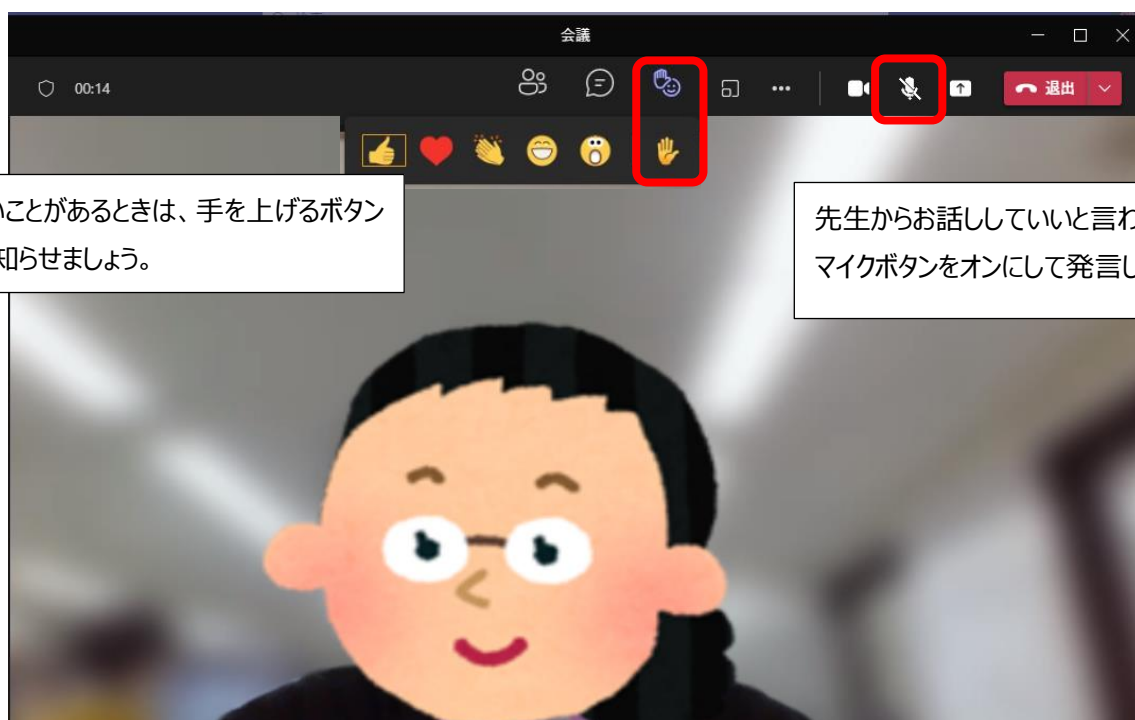 会議
00:14
退出
いことがあるときは、手を上げるボタン
知らせましょう。
先生からお話ししていいと言わ
マイクボタンをオンにして発言し